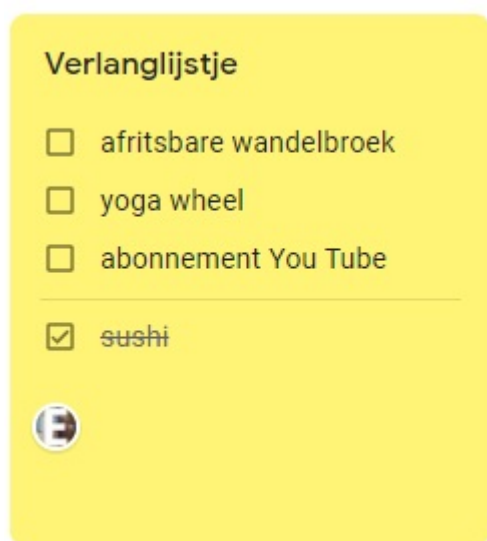 Verlanglijstje
afritsbare wandelbroek
yoga wheel
abonnement You Tube
sushi
E